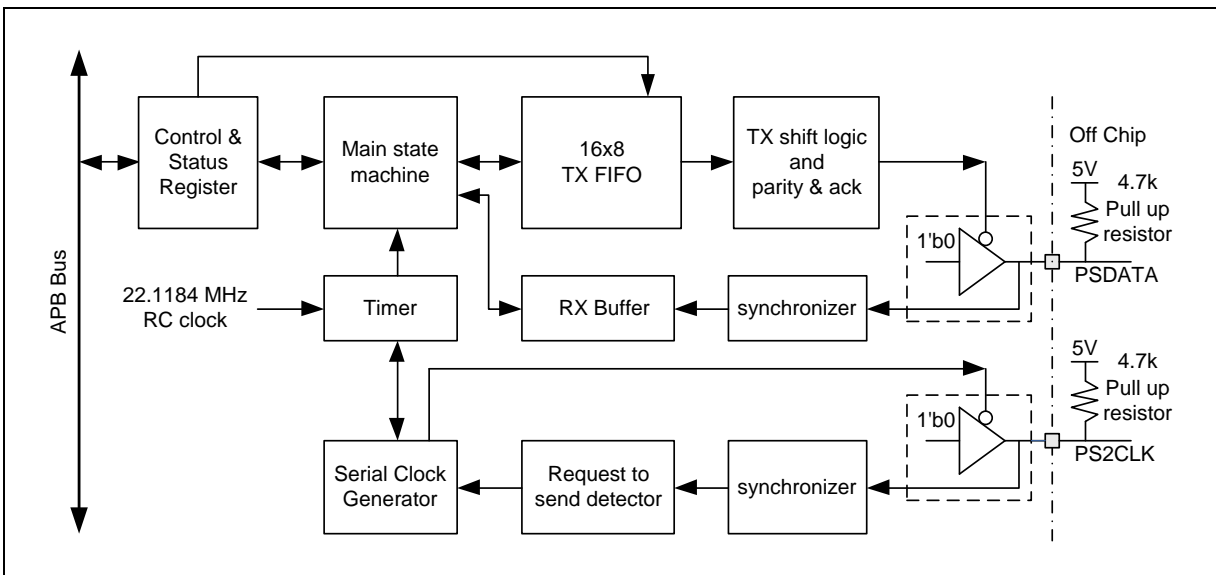 APB Bus
Control &
Status
Register
Main state
machine
16x8
TX FIFO
TX shift logic
and
parity & ack
Off Chip
5V
4.7k
Pull up
resistor
1'b0
PSDATA
22.1184 MHz
RC clock
Timer
RX Buffer
synchronizer
5V
4.7k
Pull up
resistor
1'b0
PS2CLK
Serial Clock
Generator
Request to
send detector
synchronizer